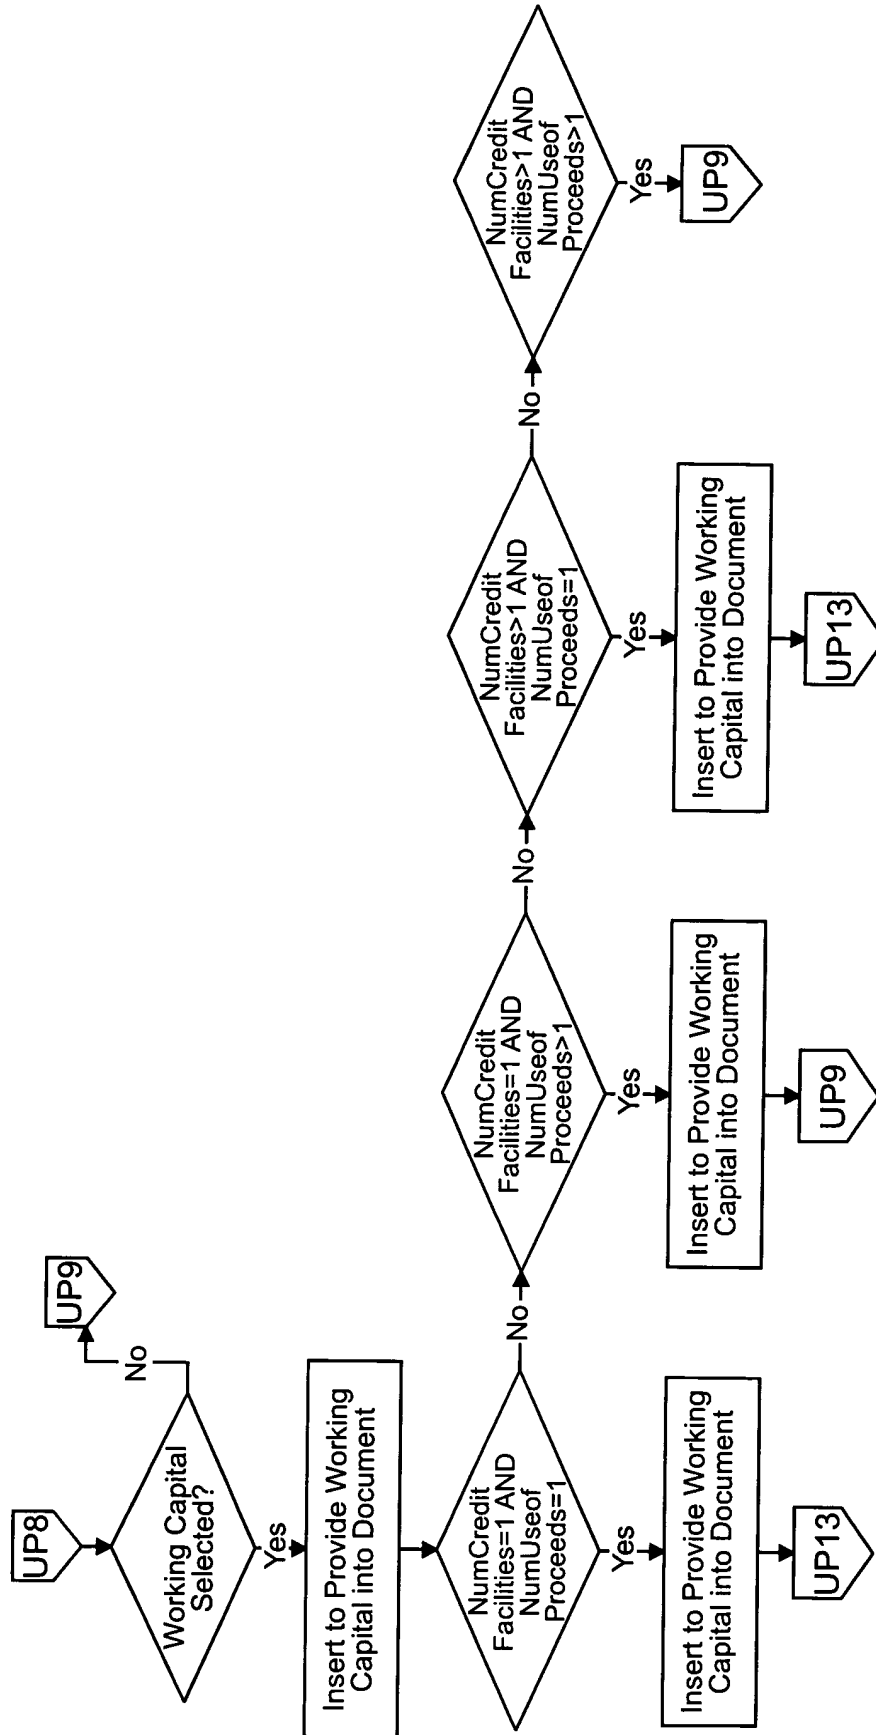 UP8
Working Capital
Selected?
No
UP9
Yes
Insert to Provide Working
Capital into Document
NumCredit
Facilities=1 AND
NumUseof
Proceeds=1
Yes
Insert to Provide Working
Capital into Document
UP13
No
NumCredit
Facilities=1 AND
NumUseof
Proceeds>1
Yes
Insert to Provide Working
Capital into Document
UP9
No
NumCredit
Facilities>1 AND
NumUseof
Proceeds=1
Yes
Insert to Provide Working
Capital into Document
UP13
No
NumCredit
Facilities>1 AND
NumUseof
Proceeds>1
Yes
UP9